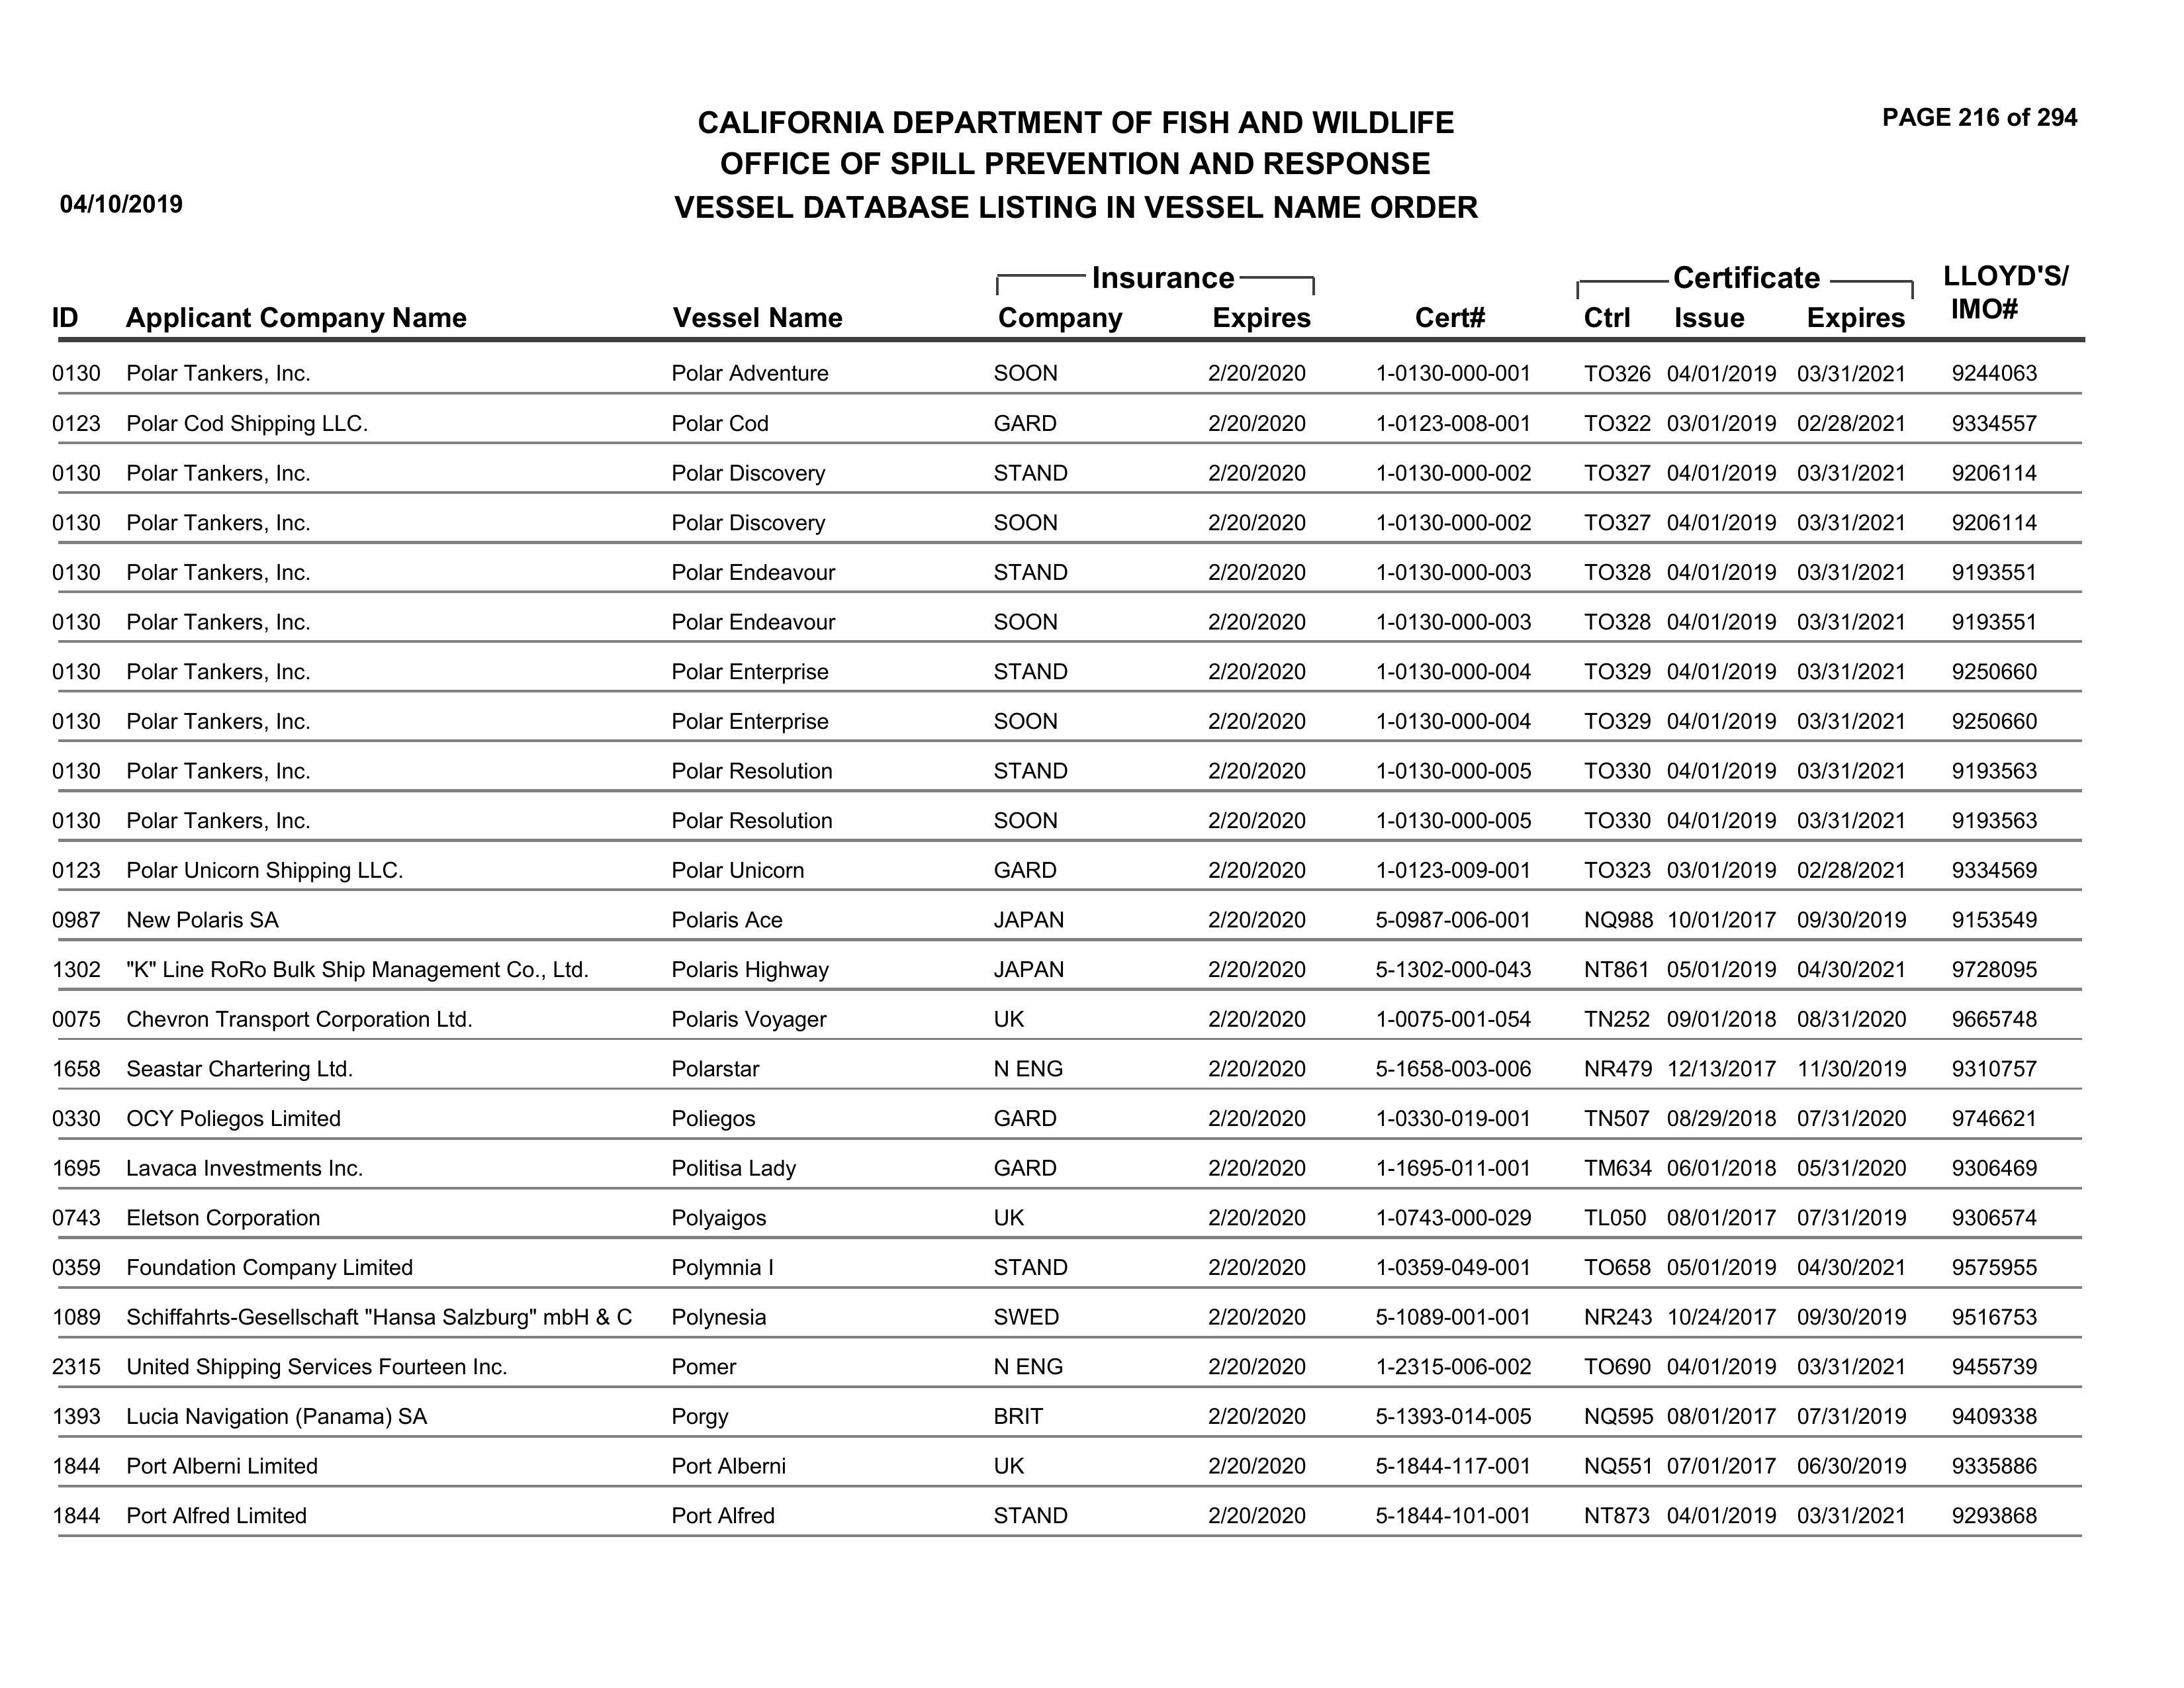 PAGE 216 of 294
CALIFORNIA DEPARTMENT OF FISH AND WILDLIFE
OFFICE OF SPILL PREVENTION AND RESPONSE
04/10/2019 VESSEL DATABASE LISTING IN VESSEL NAME ORDER
Insurance Certificate LLOYD'S/
ID Applicant Company Name Vessel Name Company Expires Cert# Ctrl Issue Expires IMO#
0130 Polar Tankers, Inc. Polar Adventure SOON 2/20/2020 1-0130-000-001 TO326 04/01/2019 03/31/2021 9244063
0123 Polar Cod Shipping LLC. Polar Cod GARD 2/20/2020 1-0123-008-001 TO322 03/01/2019 02/28/2021 9334557
0130 Polar Tankers, Inc. Polar Discovery STAND 2/20/2020 1-0130-000-002 TO327 04/01/2019 03/31/2021 9206114
0130 Polar Tankers, Inc. Polar Discovery SOON 2/20/2020 1-0130-000-002 TO327 04/01/2019 03/31/2021 9206114
0130 Polar Tankers, Inc. Polar Endeavour STAND 2/20/2020 1-0130-000-003 TO328 04/01/2019 03/31/2021 9193551
0130 Polar Tankers, Inc. Polar Endeavour SOON 2/20/2020 1-0130-000-003 TO328 04/01/2019 03/31/2021 9193551
0130 Polar Tankers, Inc. Polar Enterprise STAND 2/20/2020 1-0130-000-004 TO329 04/01/2019 03/31/2021 9250660
0130 Polar Tankers, Inc. Polar Enterprise SOON 2/20/2020 1-0130-000-004 TO329 04/01/2019 03/31/2021 9250660
0130 Polar Tankers, Inc. Polar Resolution STAND 2/20/2020 1-0130-000-005 TO330 04/01/2019 03/31/2021 9193563
0130 Polar Tankers, Inc. Polar Resolution SOON 2/20/2020 1-0130-000-005 TO330 04/01/2019 03/31/2021 9193563
0123 Polar Unicorn Shipping LLC. Polar Unicorn GARD 2/20/2020 1-0123-009-001 TO323 03/01/2019 02/28/2021 9334569
0987 New Polaris SA Polaris Ace JAPAN 2/20/2020 5-0987-006-001 NQ988 10/01/2017 09/30/2019 9153549
1302 "K" Line RoRo Bulk Ship Management Co., Ltd. Polaris Highway JAPAN 2/20/2020 5-1302-000-043 NT861 05/01/2019 04/30/2021 9728095
0075 Chevron Transport Corporation Ltd. Polaris Voyager UK 2/20/2020 1-0075-001-054 TN252 09/01/2018 08/31/2020 9665748
1658 Seastar Chartering Ltd. Polarstar N ENG 2/20/2020 5-1658-003-006 NR479 12/13/2017 11/30/2019 9310757
0330 OCY Poliegos Limited Poliegos GARD 2/20/2020 1-0330-019-001 TN507 08/29/2018 07/31/2020 9746621
1695 Lavaca Investments Inc. Politisa Lady GARD 2/20/2020 1-1695-011-001 TM634 06/01/2018 05/31/2020 9306469
0743 Eletson Corporation Polyaigos UK 2/20/2020 1-0743-000-029 TL050 08/01/2017 07/31/2019 9306574
0359 Foundation Company Limited Polymnia I STAND 2/20/2020 1-0359-049-001 TO658 05/01/2019 04/30/2021 9575955
1089 Schiffahrts-Gesellschaft "Hansa Salzburg" mbH & C Polynesia SWED 2/20/2020 5-1089-001-001 NR243 10/24/2017 09/30/2019 9516753
2315 United Shipping Services Fourteen Inc. Pomer N ENG 2/20/2020 1-2315-006-002 TO690 04/01/2019 03/31/2021 9455739
1393 Lucia Navigation (Panama) SA Porgy BRIT 2/20/2020 5-1393-014-005 NQ595 08/01/2017 07/31/2019 9409338
1844 Port Alberni Limited Port Alberni UK 2/20/2020 5-1844-117-001 NQ551 07/01/2017 06/30/2019 9335886
1844 Port Alfred Limited Port Alfred STAND 2/20/2020 5-1844-101-001 NT873 04/01/2019 03/31/2021 9293868